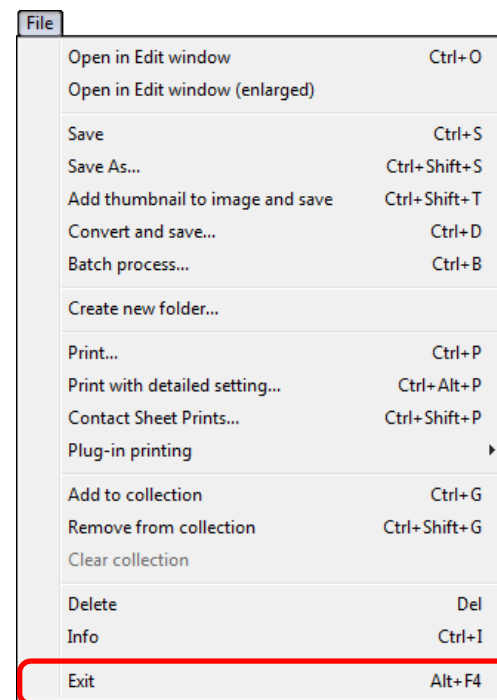 File
Open in Edit window Ctrl+O
Open in Edit window (enlarged)
Save Ctrl+S
Save As... Ctrl+Shift+S
Add thumbnail to image and save Ctrl+Shift+T
Convert and save... Ctrl+D
Batch process... Ctrl+B
Create new folder...
Print... Ctrl+P
Print with detailed setting... Ctrl+Alt+P
Contact Sheet Prints... Ctrl+Shift+P
Plug-in printing
Add to collection Ctrl+G
Remove from collection Ctrl+Shift+G
Clear collection
Delete Del
Info Ctrl+I
Exit Alt+F4